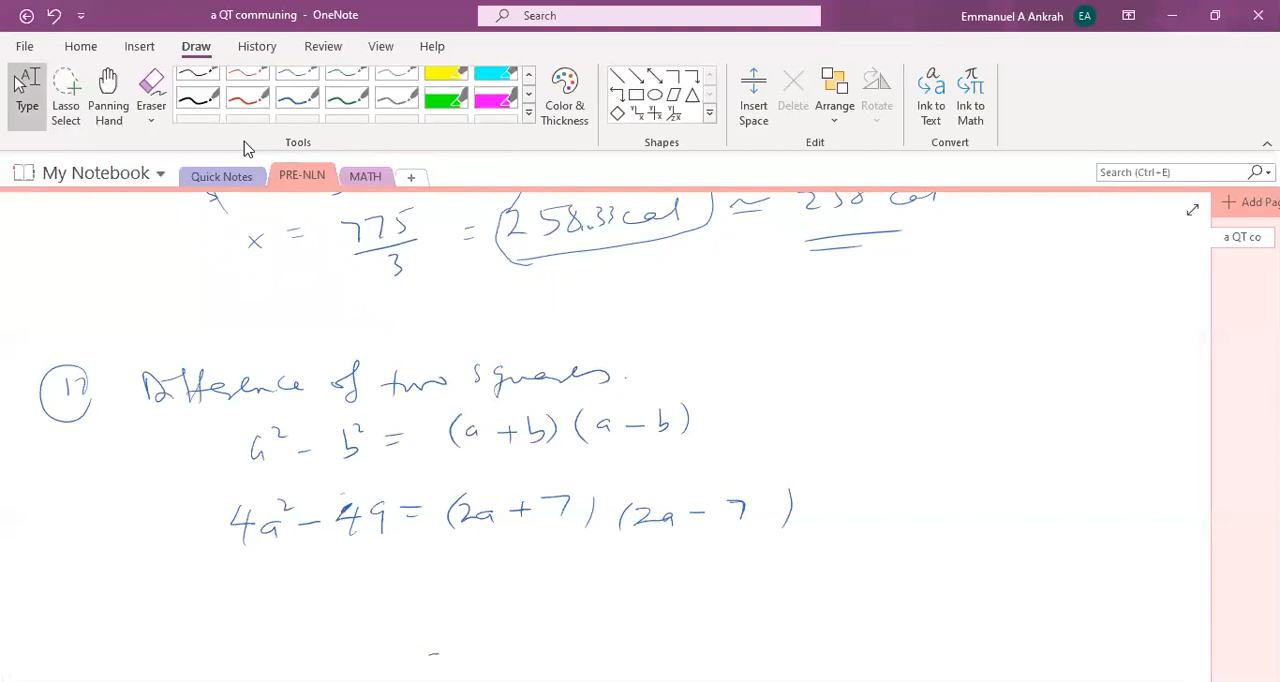 a QT communing - OneNote
Search
Emmanuel A Ankrah
EA
File
Home
Insert
Draw
History
Review
View
Help
Type
Lasso Select
Panning Hand
Eraser
Color & Thickness
Insert Space
Delete
Arrange
Rotate
Ink to Text
Ink to Math
Tools
Shapes
Edit
Convert
My Notebook
Quick Notes
PRE-NLN
MATH
Search (Ctrl+E)
Add Pag
a QT co
x = 775/3 = 258.33 cal ≈ 258 cal
17 Difference of two squares.
a² - b² = (a + b) (a - b)
4a² - 49 = (2a + 7) (2a - 7)